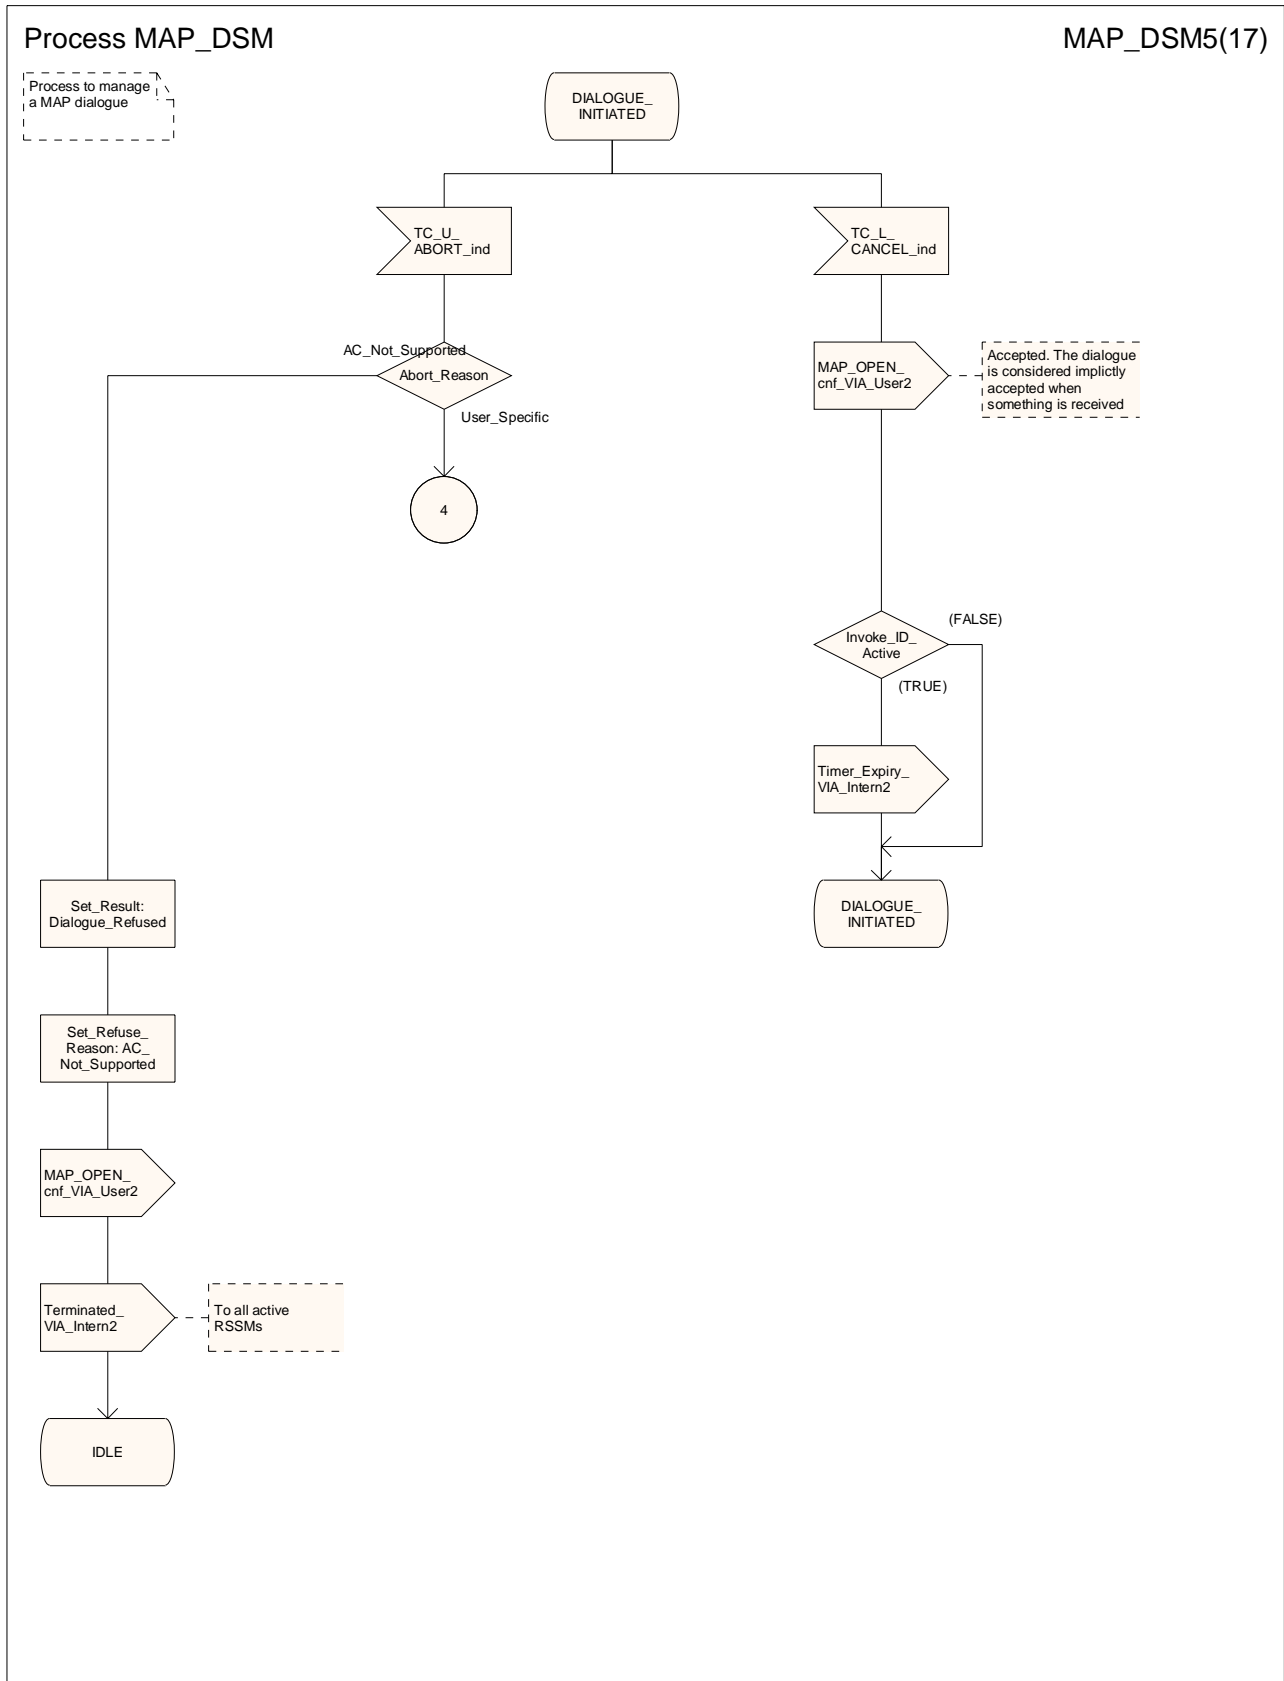 Process MAP_DSM
MAP_DSM5(17)
Process to manage
a MAP dialogue
DIALOGUE_
INITIATED
TC_U_
ABORT_ind
TC_L_
CANCEL_ind
AC_Not_Supported
Abort_Reason
User_Specific
MAP_OPEN_
cnf_VIA_User2
Accepted. The dialogue
is considered implictly
accepted when
something is received
4
(FALSE)
Invoke_ID_
Active
(TRUE)
Timer_Expiry_
VIA_Intern2
DIALOGUE_
INITIATED
Set_Result:
Dialogue_Refused
Set_Refuse_
Reason: AC_
Not_Supported
MAP_OPEN_
cnf_VIA_User2
Terminated_
VIA_Intern2
To all active
RSSMs
IDLE